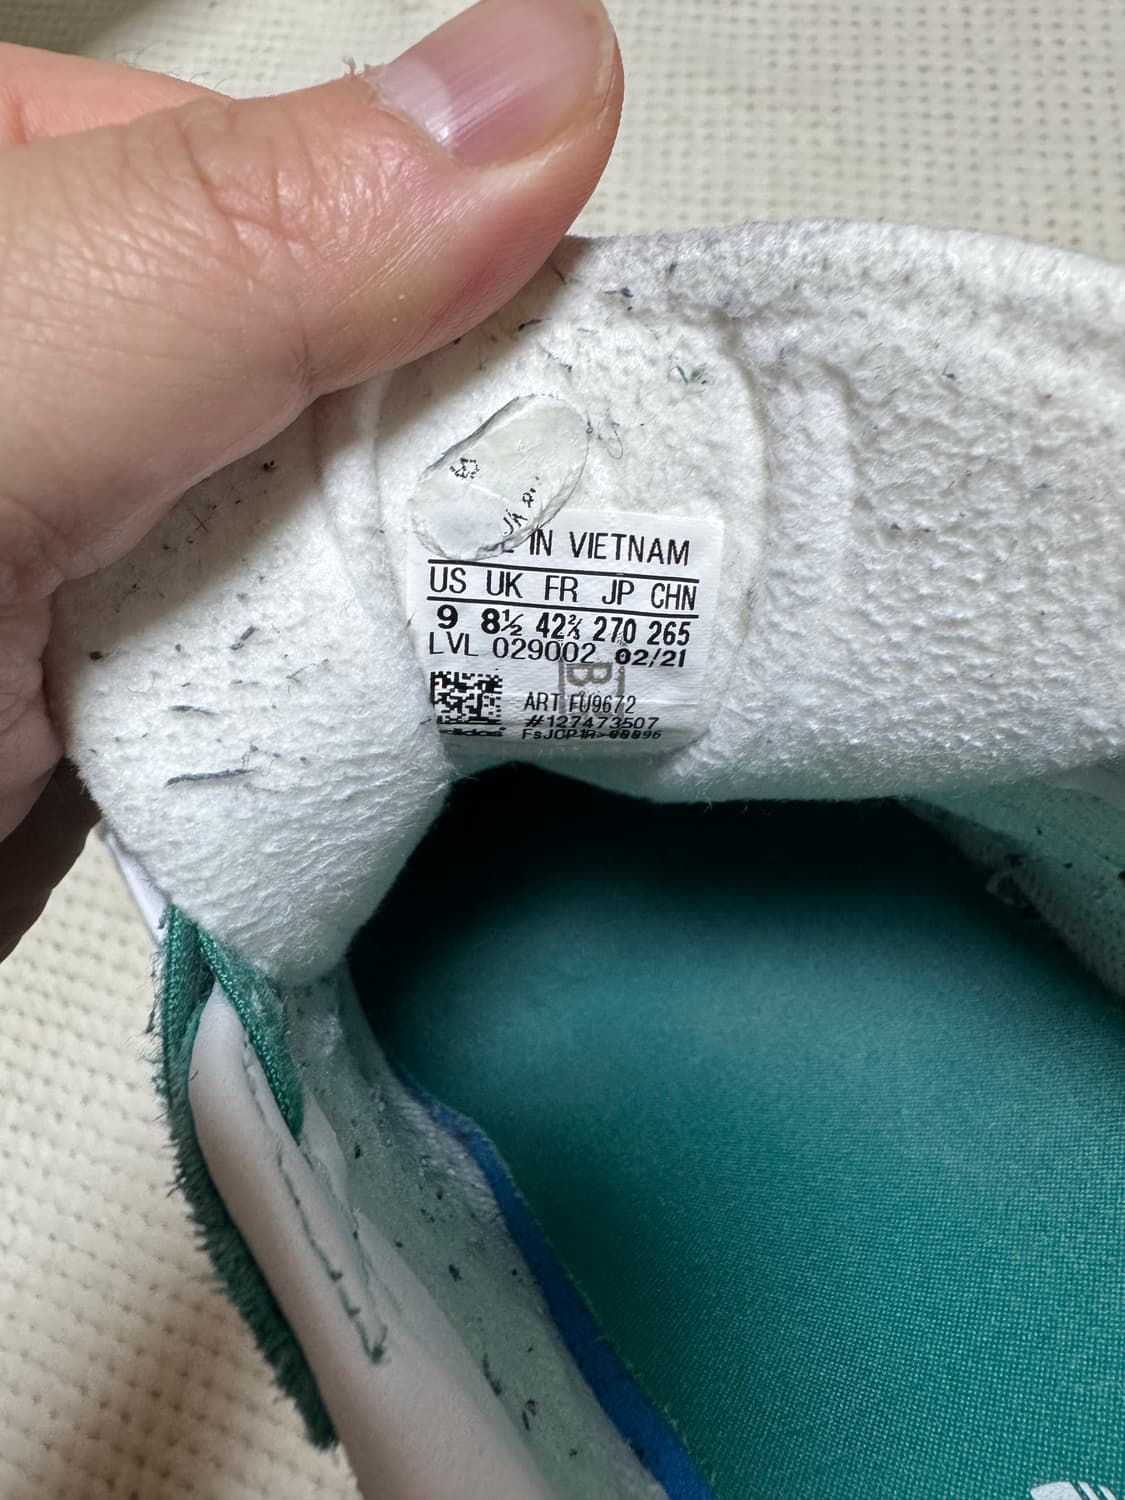 IN VIETNAM
US UK FR JP CHN
9 8½ 42⅔ 270 265
LVL 029002 02/21
B
ART FU9672
#127473507
adidas